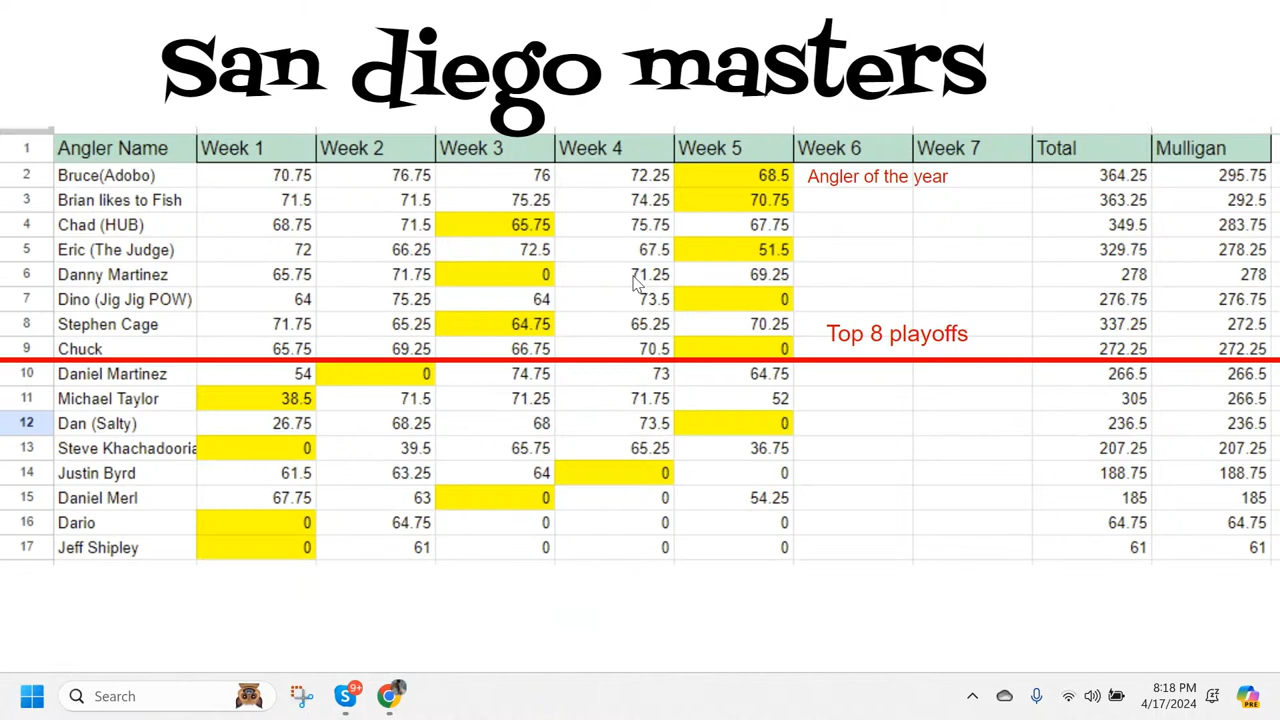 San diego masters
1 Angler Name Week 1 Week 2 Week 3 Week 4 Week 5 Week 6 Week 7 Total Mulligan
2 Bruce(Adobo) 70.75 76.75 76 72.25 68.5 Angler of the year 364.25 295.75
3 Brian likes to Fish 71.5 71.5 75.25 74.25 70.75 363.25 292.5
4 Chad (HUB) 68.75 71.5 65.75 75.75 67.75 349.5 283.75
5 Eric (The Judge) 72 66.25 72.5 67.5 51.5 329.75 278.25
6 Danny Martinez 65.75 71.75 0 71.25 69.25 278 278
7 Dino (Jig Jig POW) 64 75.25 64 73.5 0 276.75 276.75
8 Stephen Cage 71.75 65.25 64.75 65.25 70.25 Top 8 playoffs 337.25 272.5
9 Chuck 65.75 69.25 66.75 70.5 0 272.25 272.25
10 Daniel Martinez 54 0 74.75 73 64.75 266.5 266.5
11 Michael Taylor 38.5 71.5 71.25 71.75 52 305 266.5
12 Dan (Salty) 26.75 68.25 68 73.5 0 236.5 236.5
13 Steve Khachadooria 0 39.5 65.75 65.25 36.75 207.25 207.25
14 Justin Byrd 61.5 63.25 64 0 0 188.75 188.75
15 Daniel Merl 67.75 63 0 0 54.25 185 185
16 Dario 0 64.75 0 0 0 64.75 64.75
17 Jeff Shipley 0 61 0 0 0 61 61
Search 9+ 8:18 PM
4/17/2024 PRE